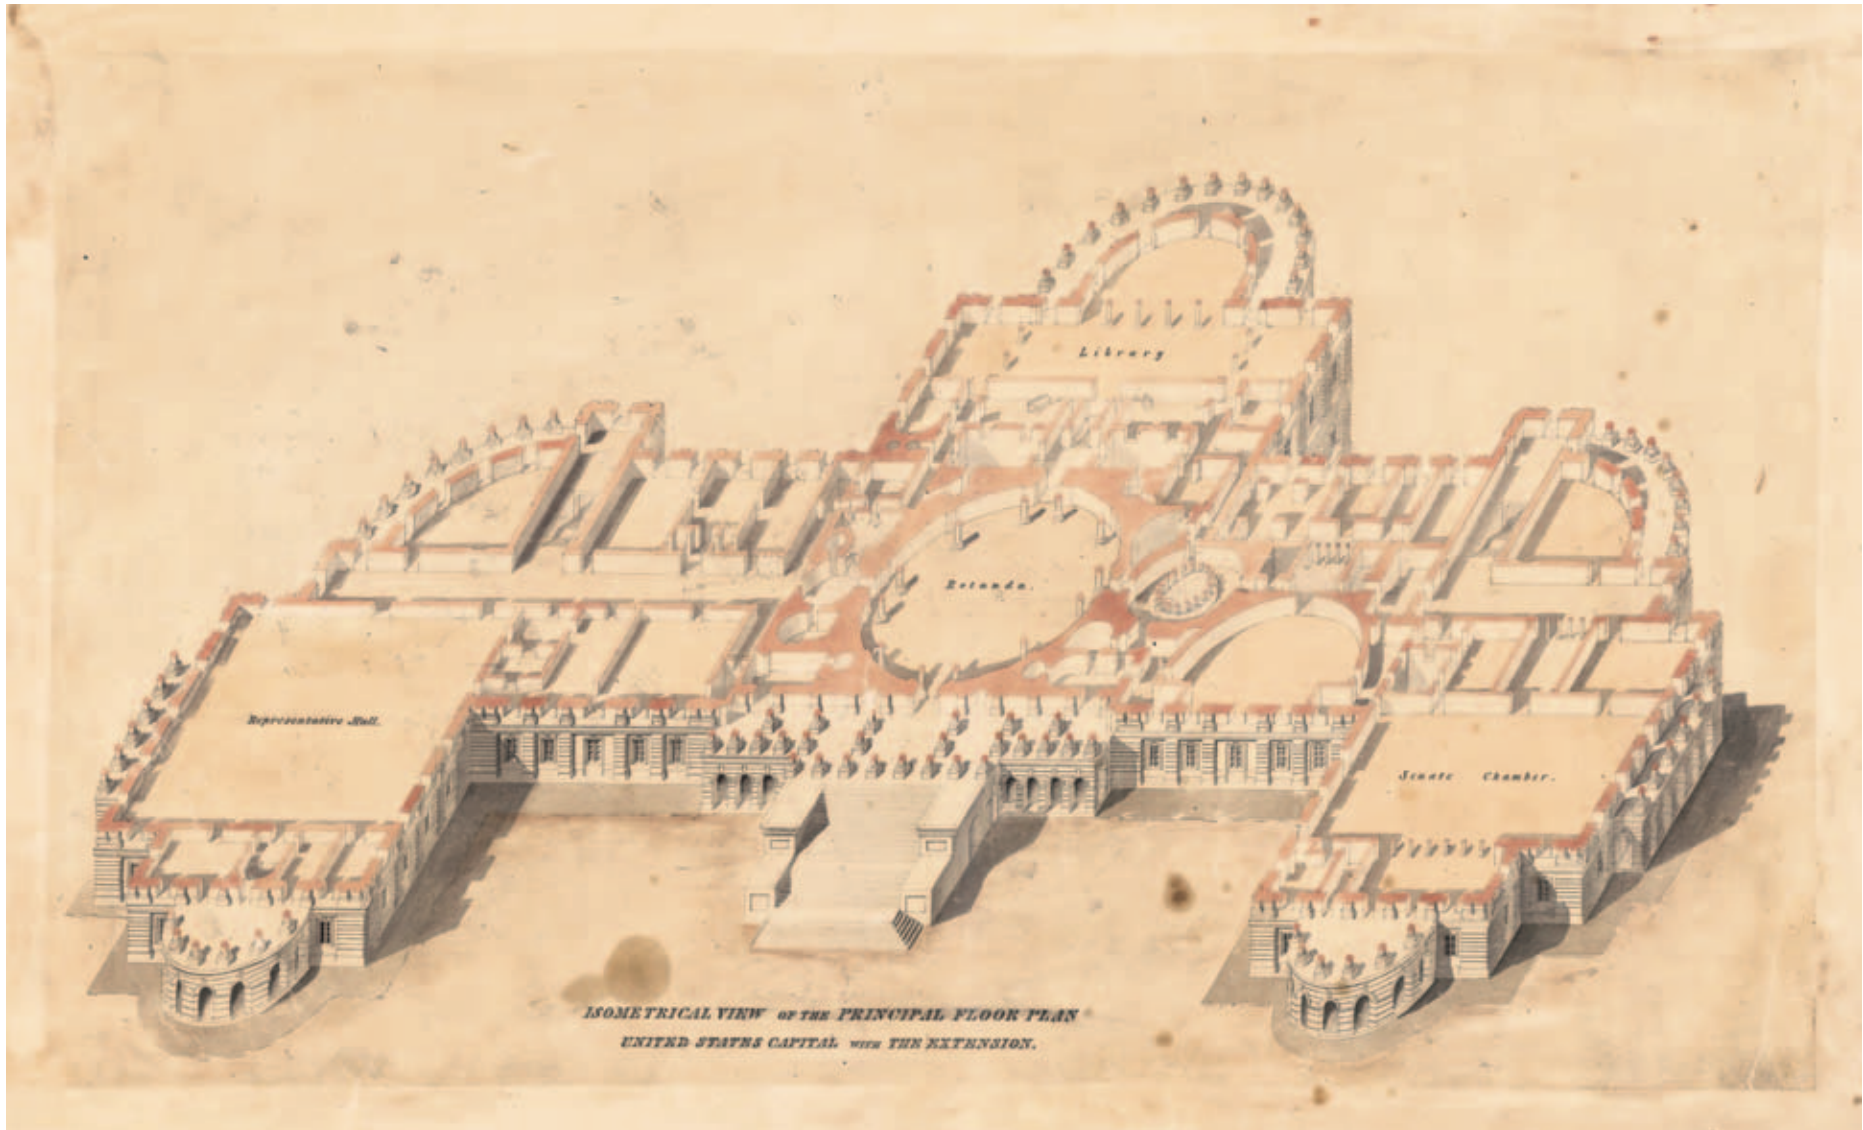 Library
Rotunda.
Representative Hall.
Senate Chamber.
ISOMETRICAL VIEW OF THE PRINCIPAL FLOOR PLAN
UNITED STATES CAPITAL WITH THE EXTENSION.